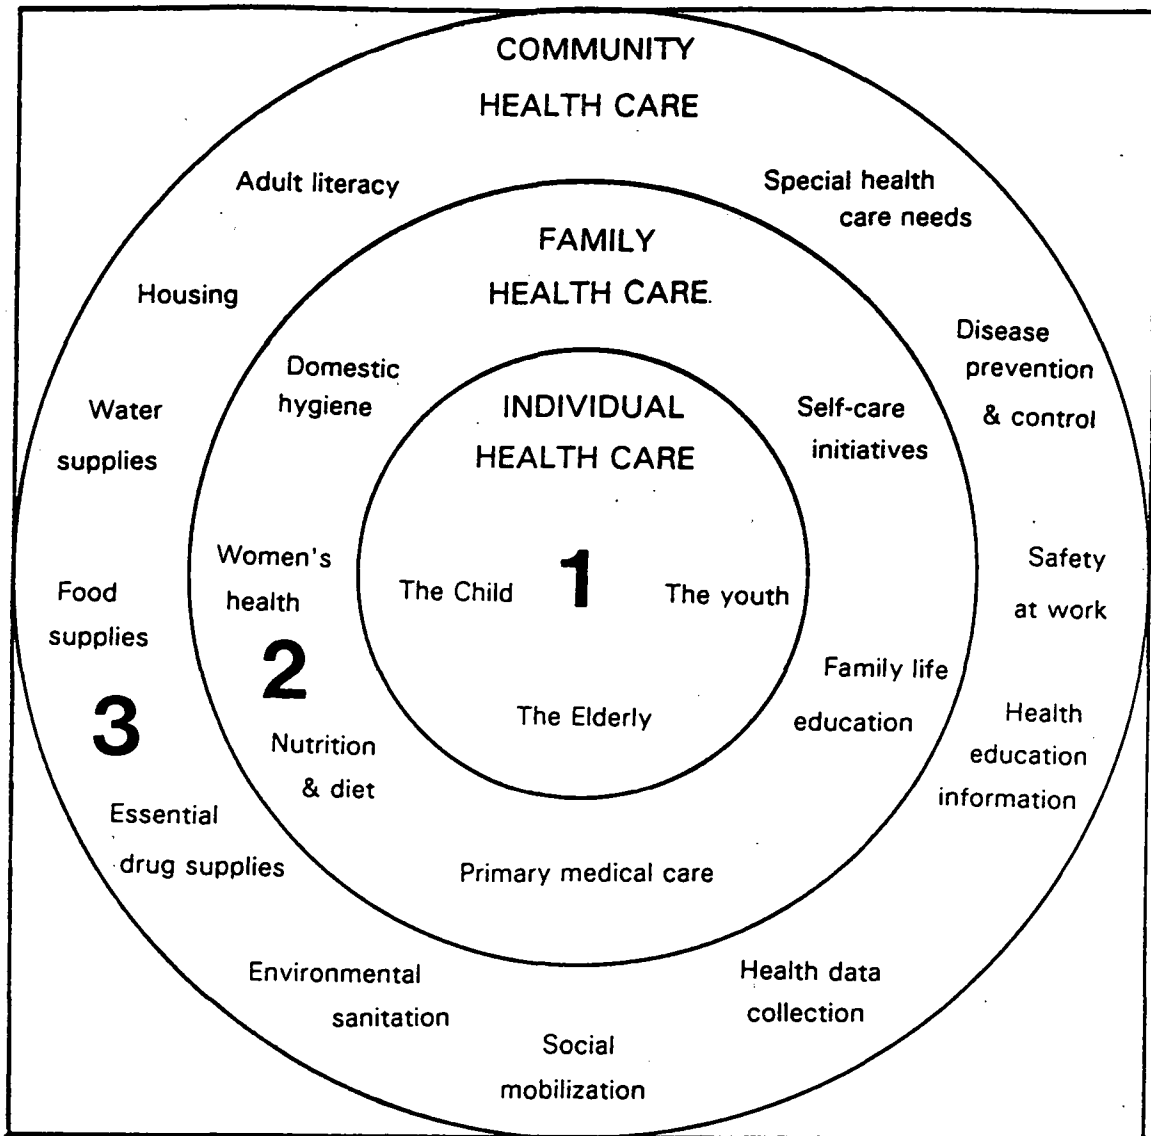 COMMUNITY
HEALTH CARE
Adult literacy
Special health
care needs
FAMILY
HEALTH CARE.
Housing
Disease
prevention
& control
Domestic
hygiene
Self-care
initiatives
INDIVIDUAL
HEALTH CARE
Water
supplies
Women's
health
The Child
1
The youth
Safety
at work
Food
supplies
2
Family life
education
3
The Elderly
Health
education
information
Nutrition
& diet
Essential
drug supplies
Primary medical care
Environmental
sanitation
Health data
collection
Social
mobilization